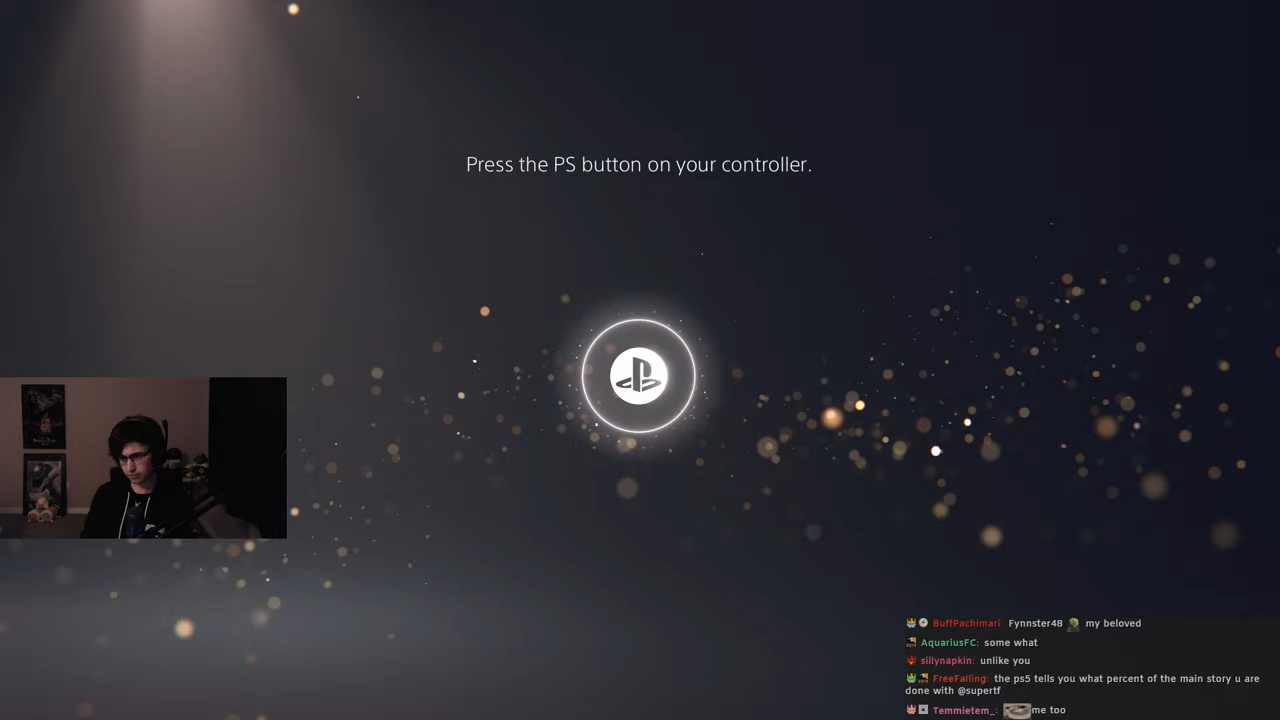 Press the PS button on your controller.
BuffPachimari: Fynnster48 my beloved
AquariusFC: some what
sillynapkin: unlike you
FreeFalling: the ps5 tells you what percent of the main story u are
done with @supertf
Temmietem_: me too